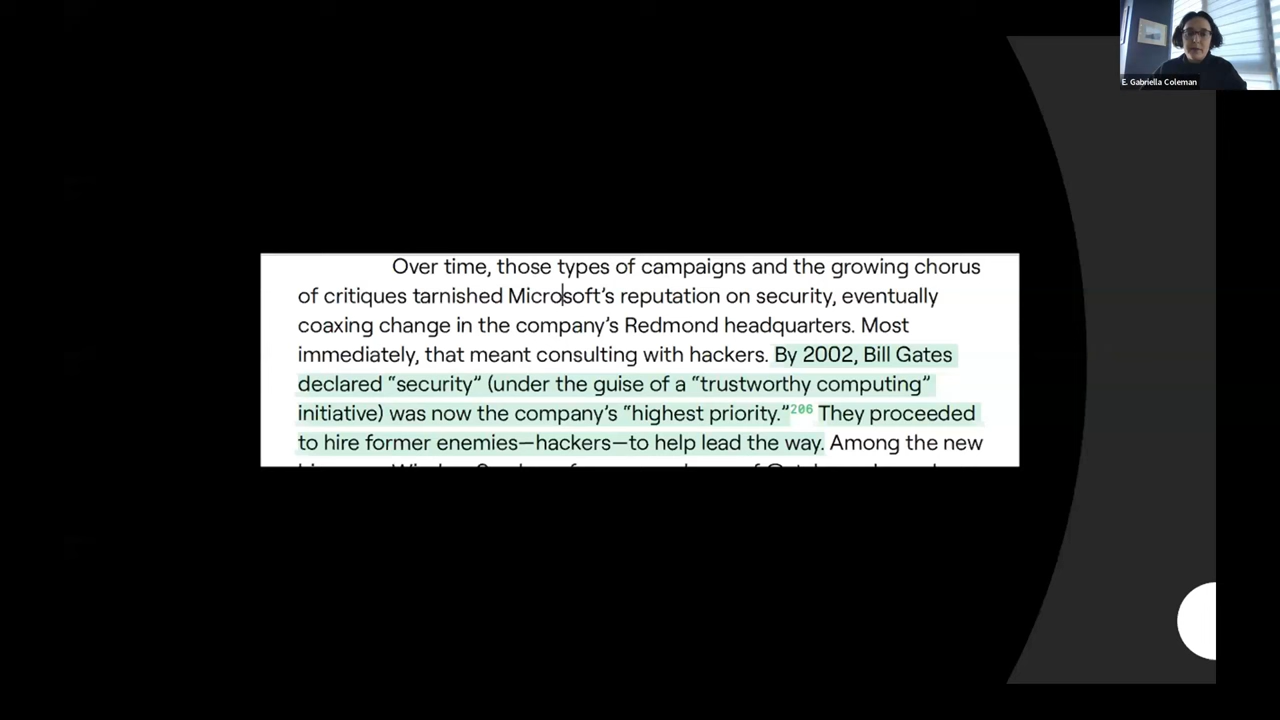 E. Gabriella Coleman
Over time, those types of campaigns and the growing chorus
of critiques tarnished Microsoft’s reputation on security, eventually
coaxing change in the company’s Redmond headquarters. Most
immediately, that meant consulting with hackers. By 2002, Bill Gates
declared “security” (under the guise of a “trustworthy computing”
initiative) was now the company’s “highest priority.”206 They proceeded
to hire former enemies—hackers—to help lead the way. Among the new